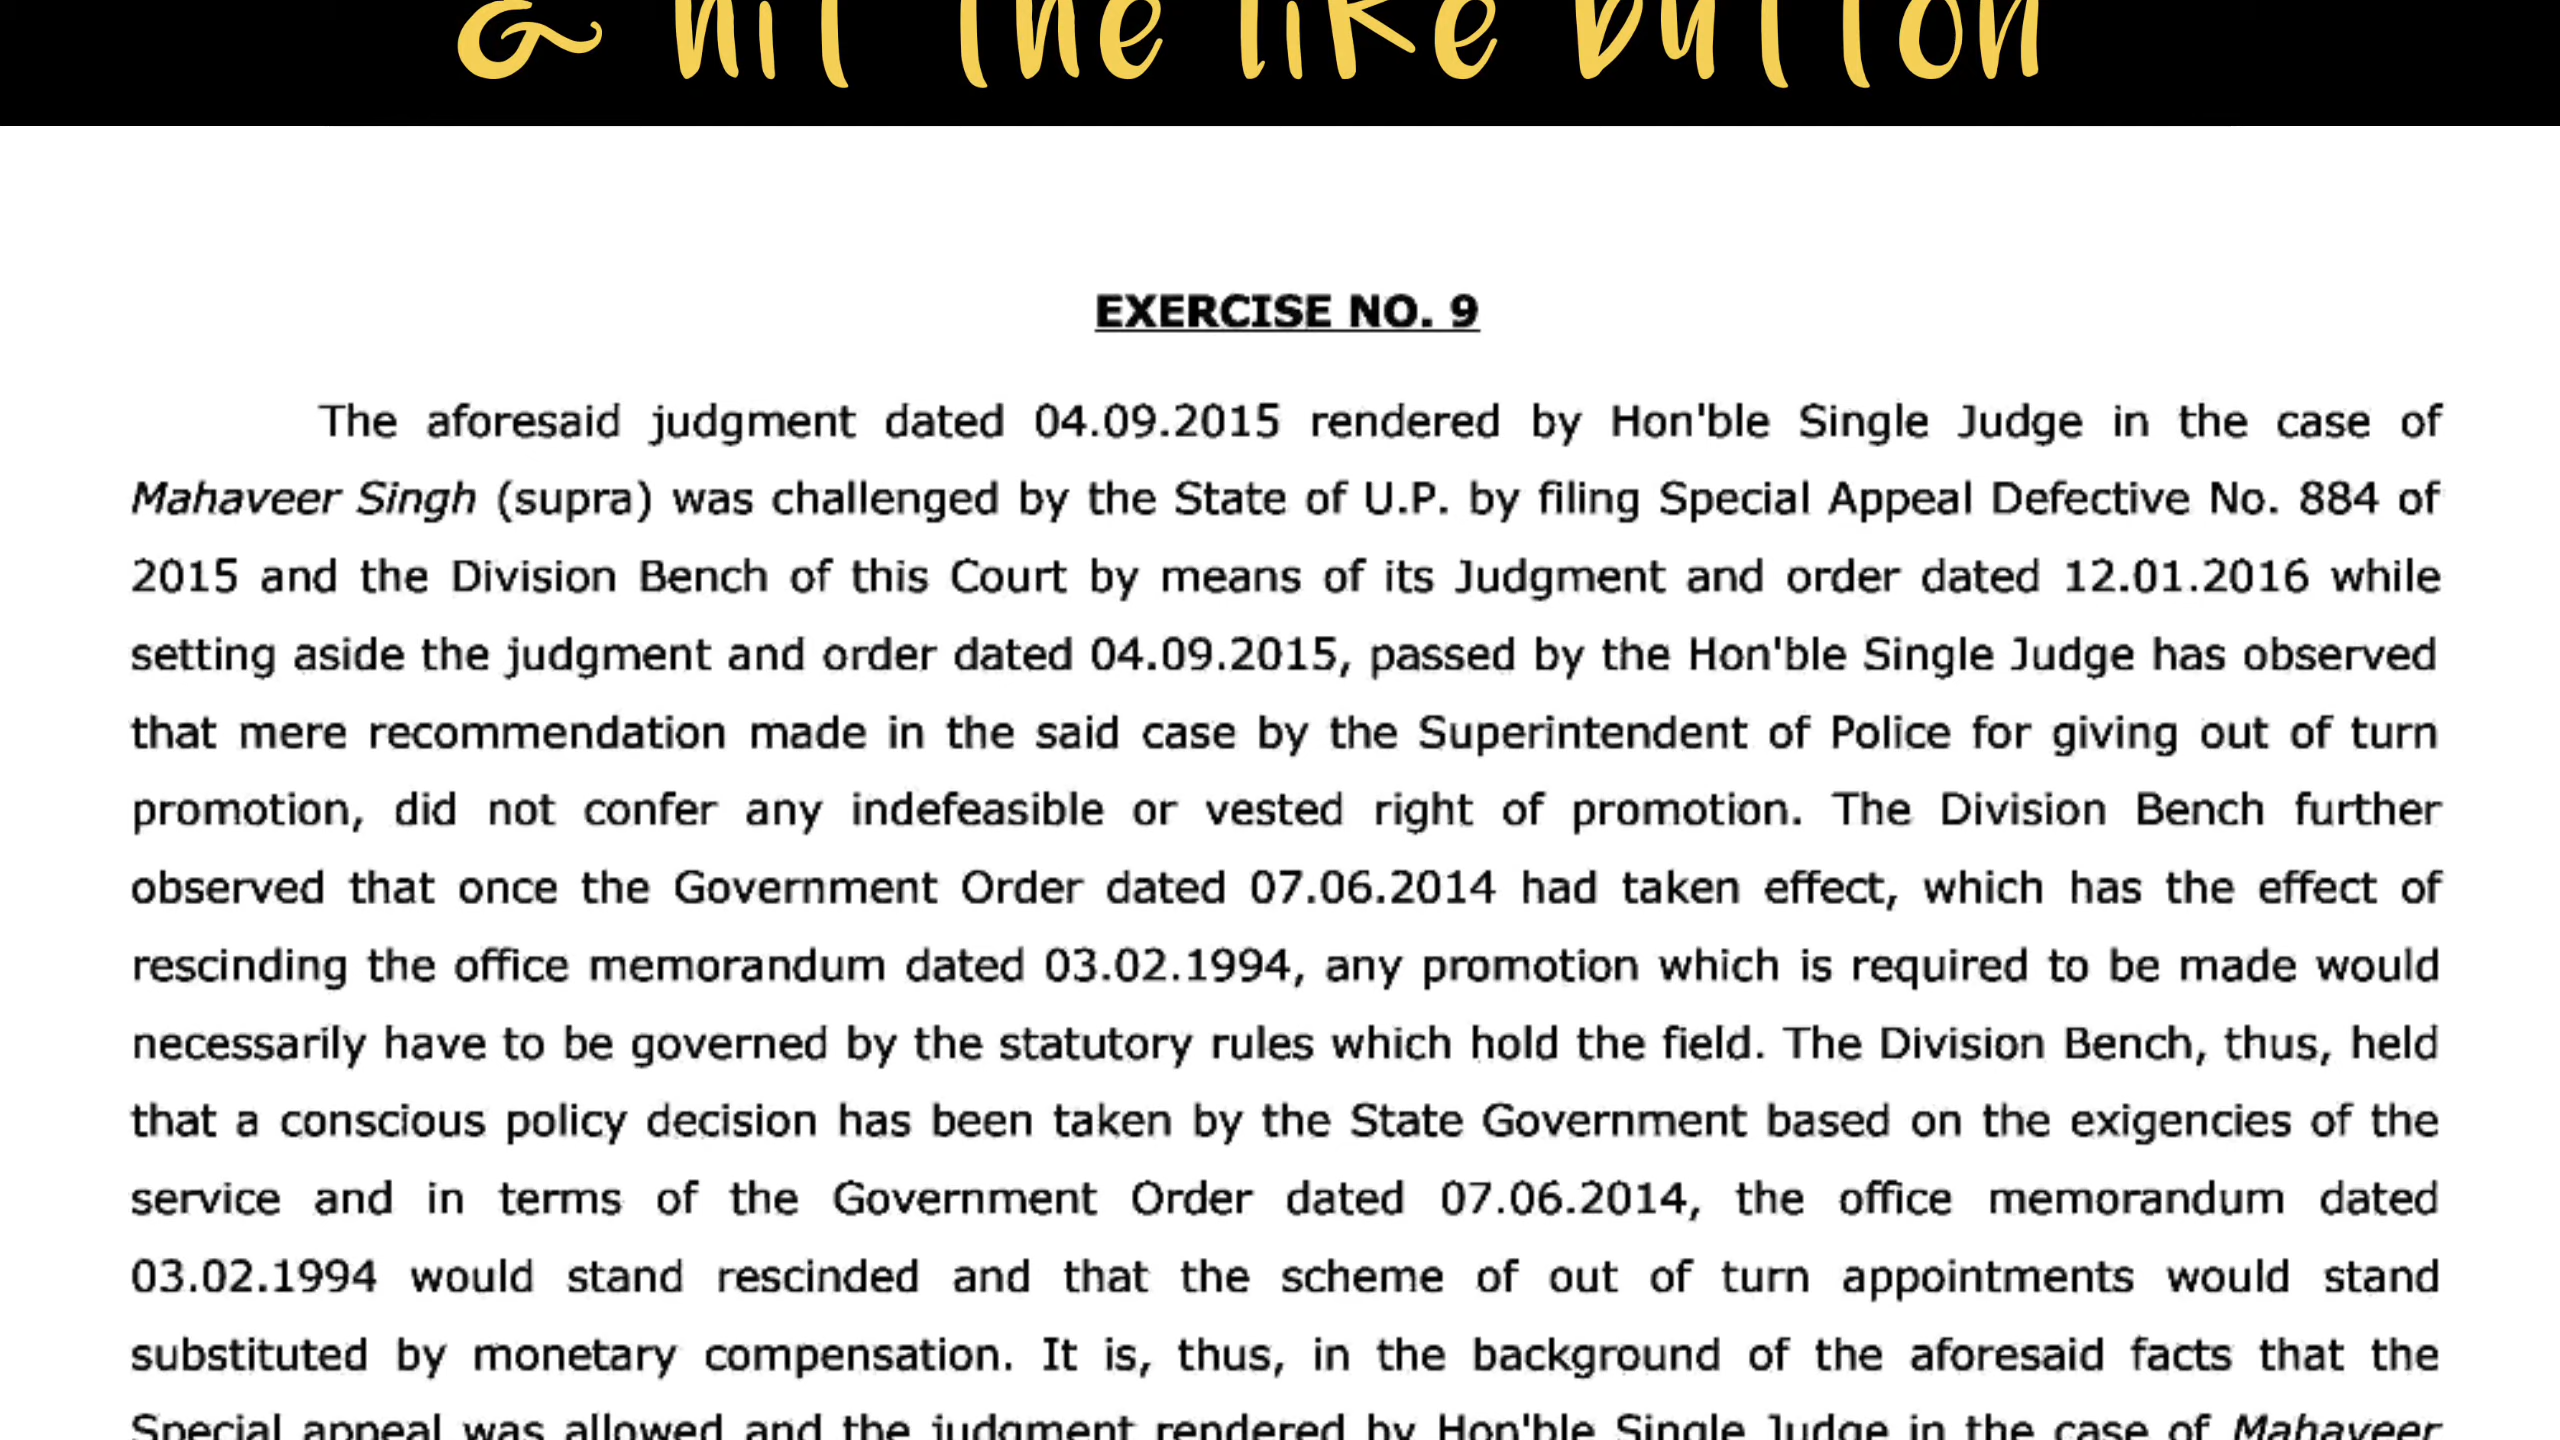 & hit the like button
EXERCISE NO. 9
The aforesaid judgment dated 04.09.2015 rendered by Hon'ble Single Judge in the case of
Mahaveer Singh (supra) was challenged by the State of U.P. by filing Special Appeal Defective No. 884 of
2015 and the Division Bench of this Court by means of its Judgment and order dated 12.01.2016 while
setting aside the judgment and order dated 04.09.2015, passed by the Hon'ble Single Judge has observed
that mere recommendation made in the said case by the Superintendent of Police for giving out of turn
promotion, did not confer any indefeasible or vested right of promotion. The Division Bench further
observed that once the Government Order dated 07.06.2014 had taken effect, which has the effect of
rescinding the office memorandum dated 03.02.1994, any promotion which is required to be made would
necessarily have to be governed by the statutory rules which hold the field. The Division Bench, thus, held
that a conscious policy decision has been taken by the State Government based on the exigencies of the
service and in terms of the Government Order dated 07.06.2014, the office memorandum dated
03.02.1994 would stand rescinded and that the scheme of out of turn appointments would stand
substituted by monetary compensation. It is, thus, in the background of the aforesaid facts that the
Special appeal was allowed and the judgment rendered by Hon'ble Single Judge in the case of Mahaveer